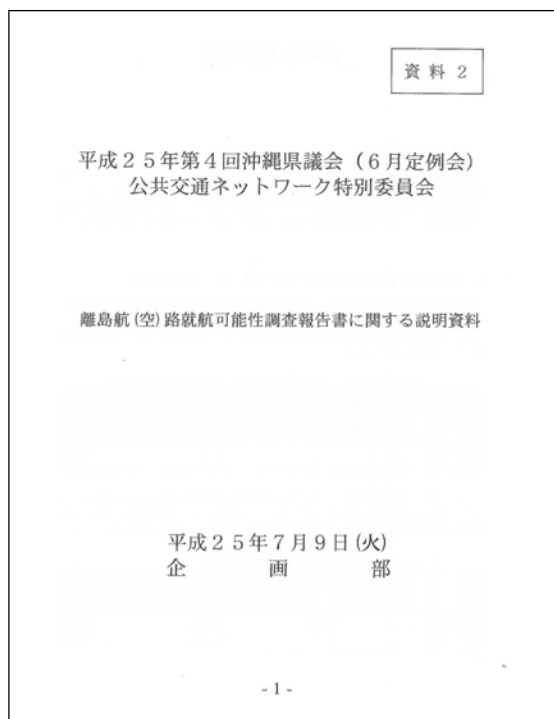 資料２
平成２５年第４回沖縄県議会（６月定例会）
公共交通ネットワーク特別委員会
離島航(空)路就航可能性調査報告書に関する説明資料
平成２５年７月９日(火)
企　画　部
- 1 -